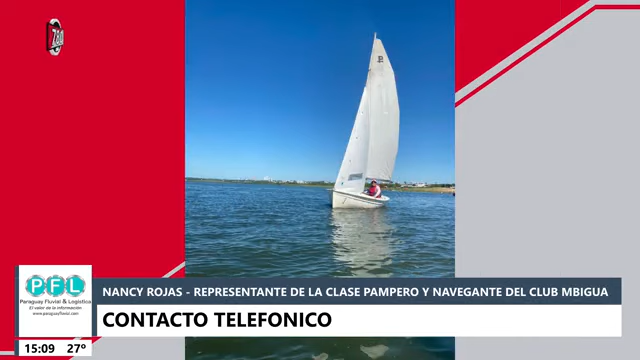 730
NANCY ROJAS - REPRESENTANTE DE LA CLASE PAMPERO Y NAVEGANTE DEL CLUB MBIGUA
PFL
Paraguay Fluvial & Logística
El valor de la información
www.paraguayfluvial.com
CONTACTO TELEFONICO
15:09 27º